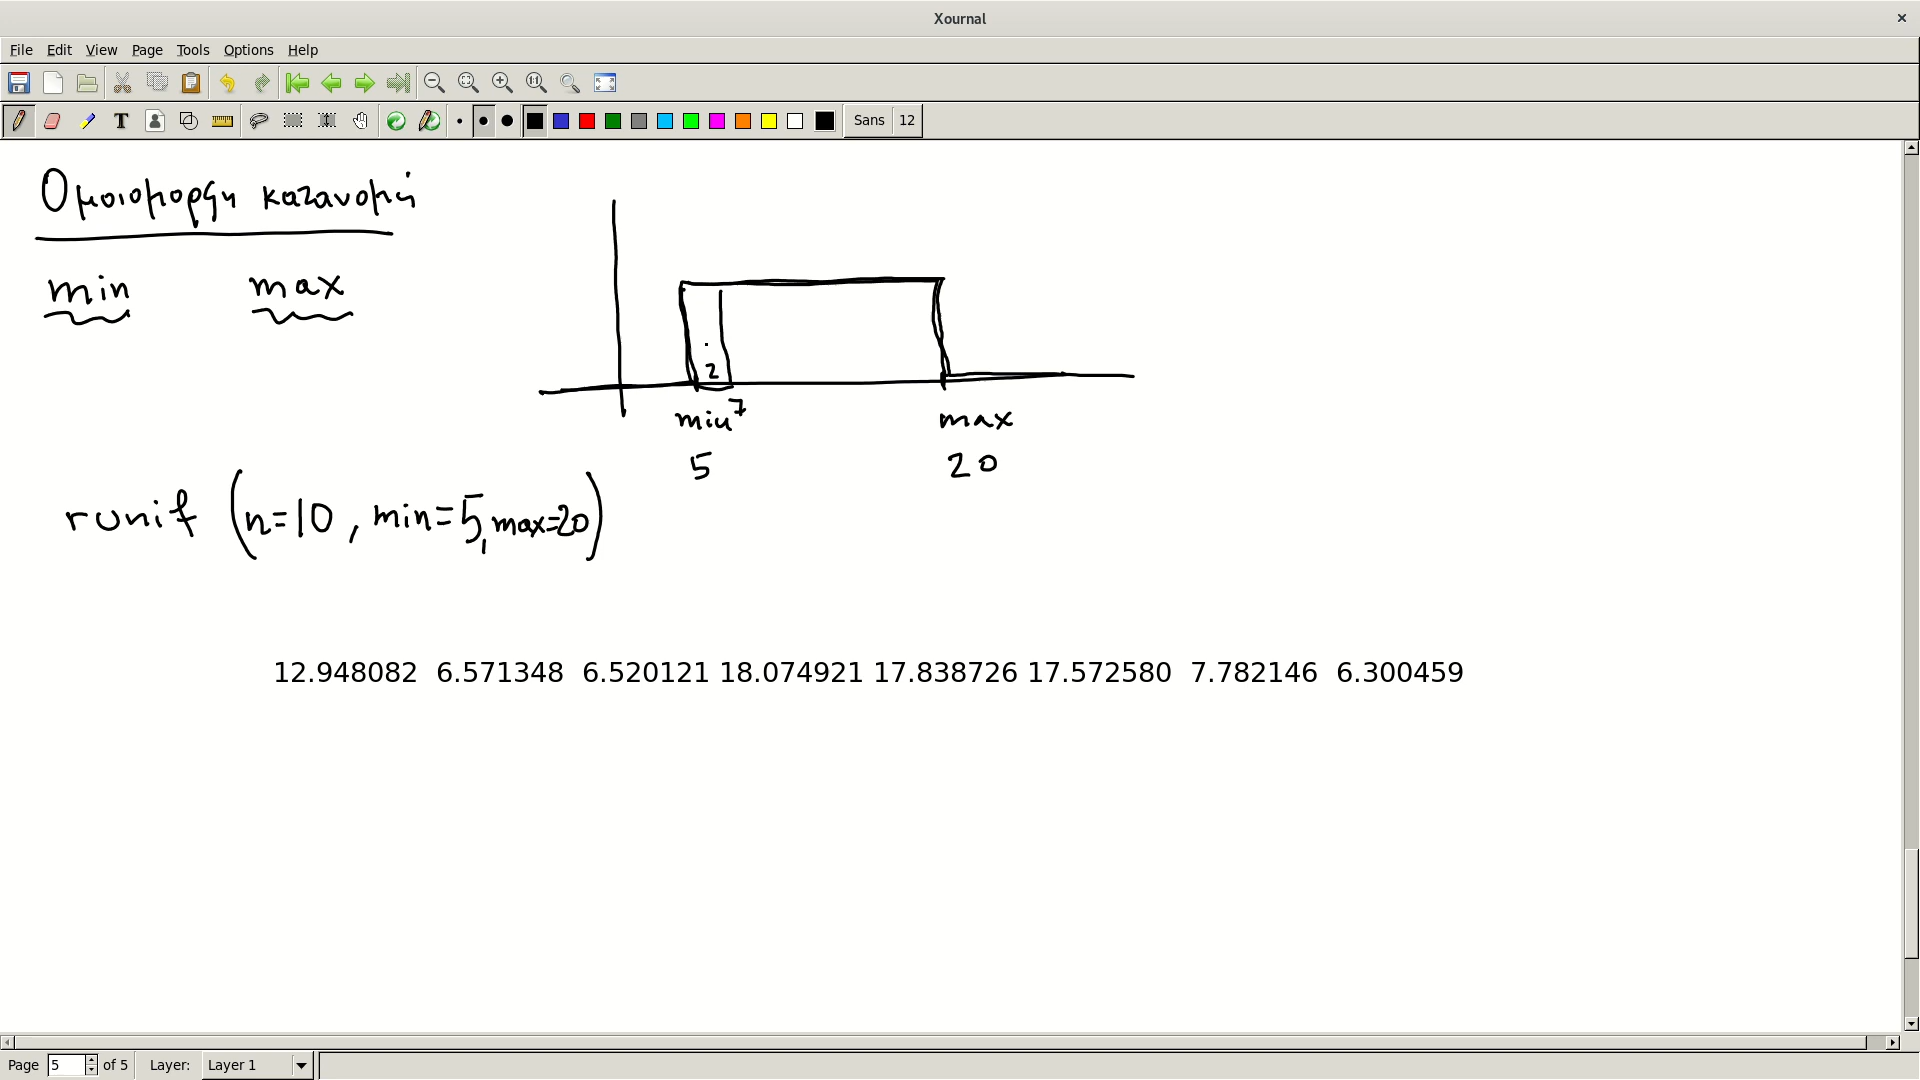 Xournal
File Edit View Page Tools Options Help
Sans 12
Ομοιόμορφη κατανομή
min max
2
min 7 max
5 20
runif (n=10, min=5, max=20)
12.948082 6.571348 6.520121 18.074921 17.838726 17.572580 7.782146 6.300459
Page 5 of 5 Layer: Layer 1